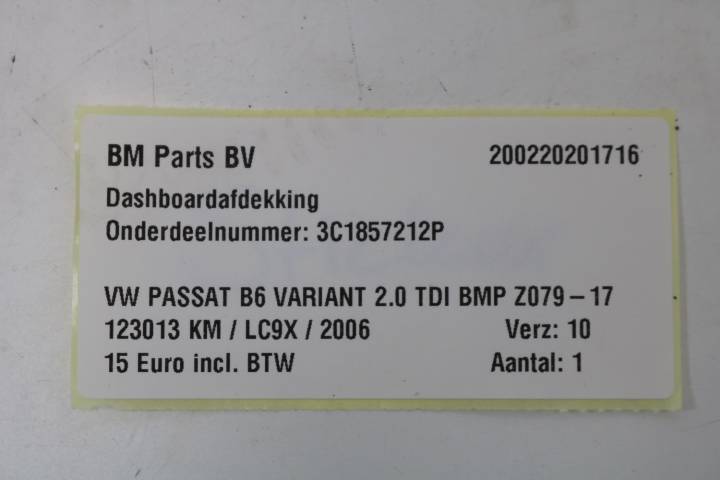 BM Parts BV 200220201716
Dashboardafdekking
Onderdeelnummer: 3C1857212P
VW PASSAT B6 VARIANT 2.0 TDI BMP Z079-17
123013 KM / LC9X / 2006 Verz: 10
15 Euro incl. BTW Aantal: 1